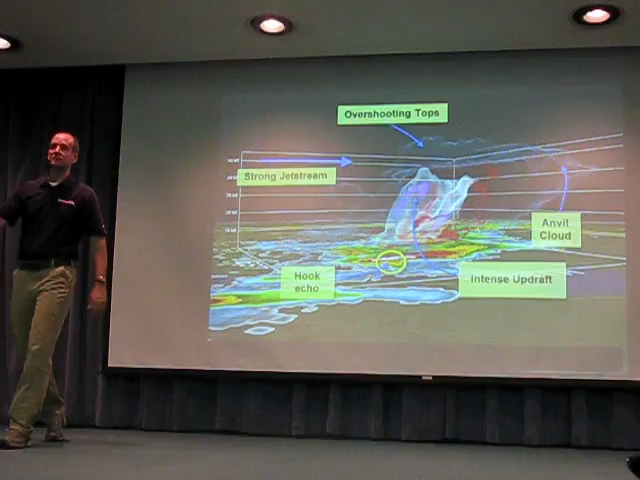 Overshooting Tops
Strong Jetstream
Anvil
Cloud
Hook
echo
Intense Updraft